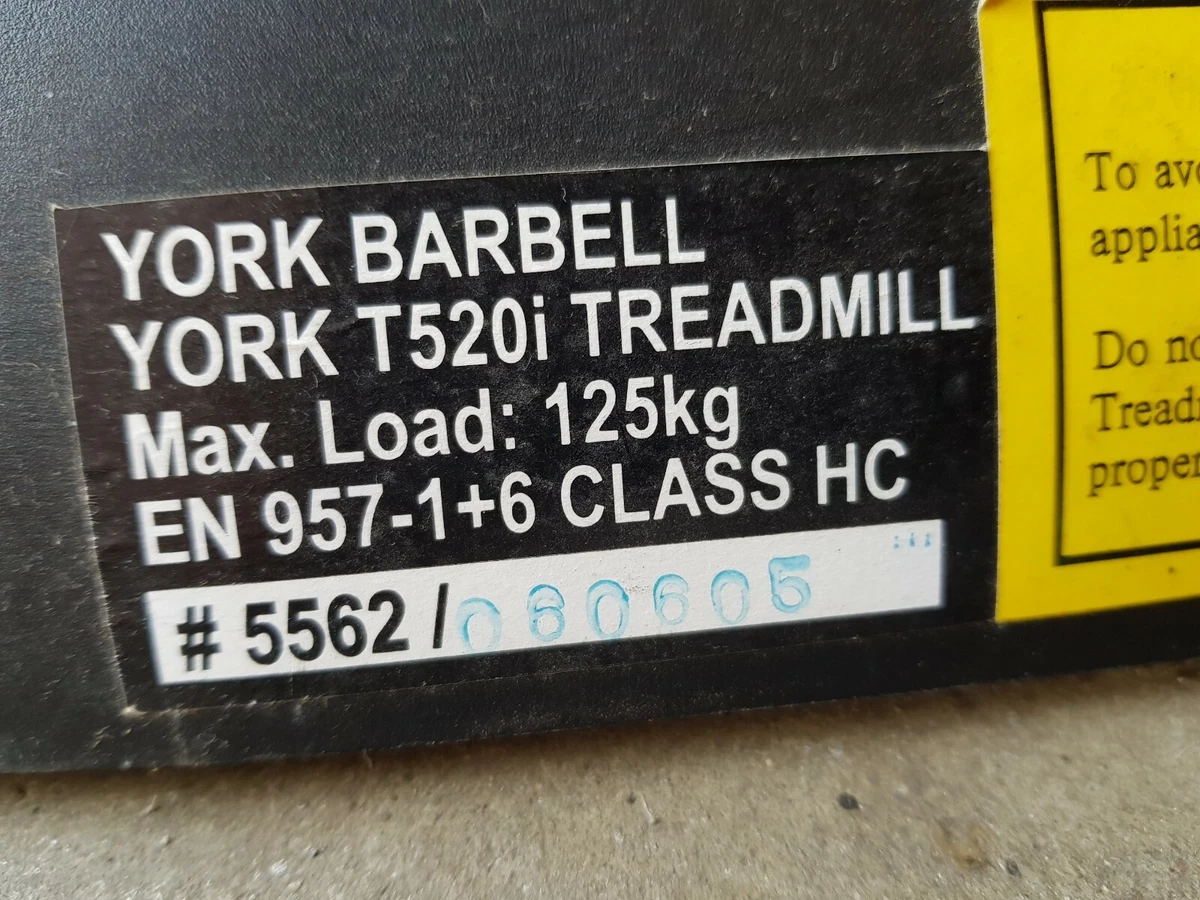 YORK BARBELL
YORK T520i TREADMILL
Max. Load: 125kg
EN 957-1+6 CLASS HC
# 5562 / 060605
To avo
applia
Do no
Treadm
proper